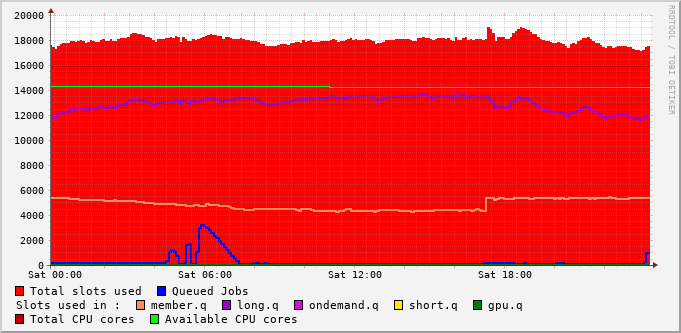 20000
18000
16000
14000
12000
10000
8000
6000
4000
2000
0
Sat 00:00 Sat 06:00 Sat 12:00 Sat 18:00
Total slots used Queued Jobs
Slots used in : member.q long.q ondemand.q short.q gpu.q
Total CPU cores Available CPU cores
RRDTOOL / TOBI OETIKER